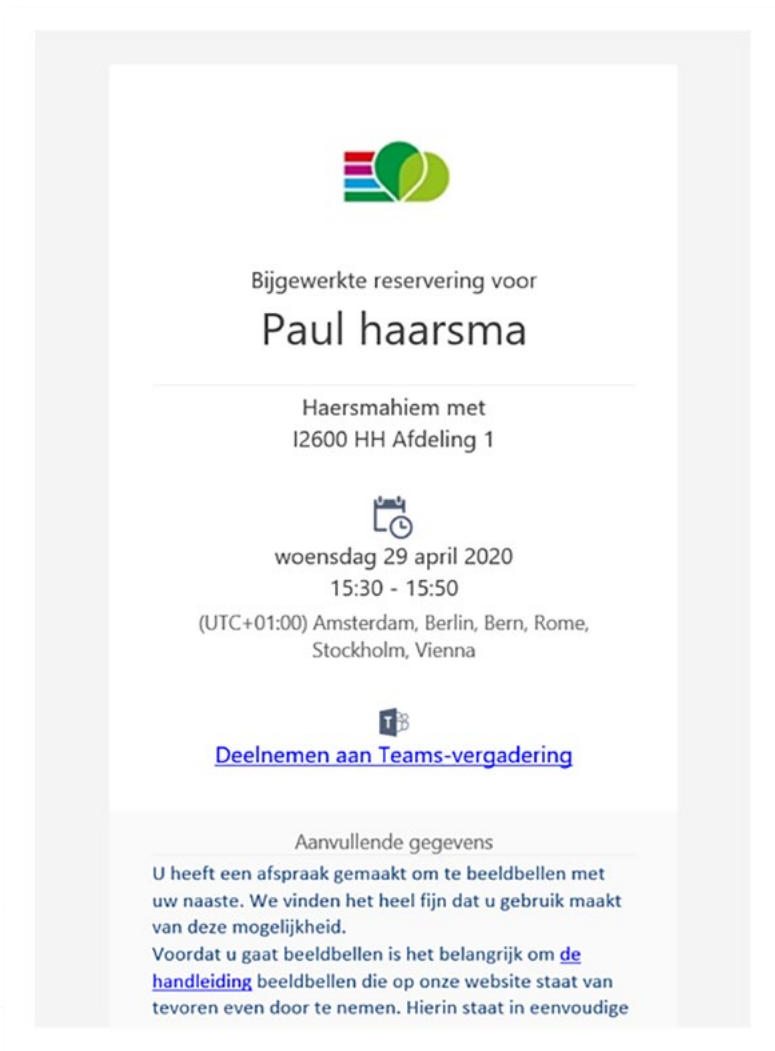 Bijgewerkte reservering voor
Paul haarsma
Haersmahiem met
I2600 HH Afdeling 1
woensdag 29 april 2020
15:30 - 15:50
(UTC+01:00) Amsterdam, Berlin, Bern, Rome,
Stockholm, Vienna
T
Deelnemen aan Teams-vergadering
Aanvullende gegevens
U heeft een afspraak gemaakt om te beeldbellen met
uw naaste. We vinden het heel fijn dat u gebruik maakt
van deze mogelijkheid.
Voordat u gaat beeldbellen is het belangrijk om de
handleiding beeldbellen die op onze website staat van
tevoren even door te nemen. Hierin staat in eenvoudige